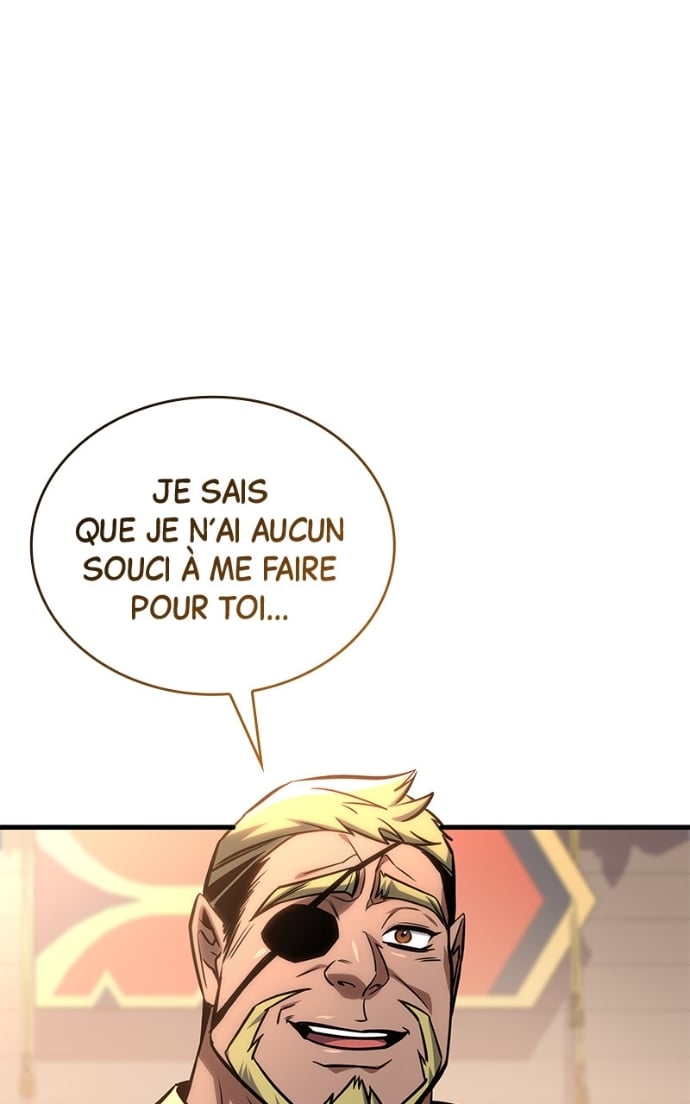 JE SAIS
QUE JE N'AI AUCUN
SOUCI À ME FAIRE
POUR TOI...